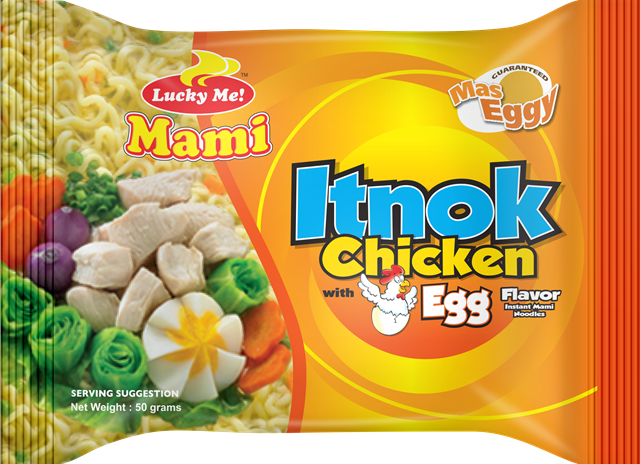 Lucky Me!
TM
Mami
GUARANTEED
Mas
Eggy
Itnok
Chicken
with Egg Flavor
Instant Mami
Noodles
SERVING SUGGESTION
Net Weight : 50 grams